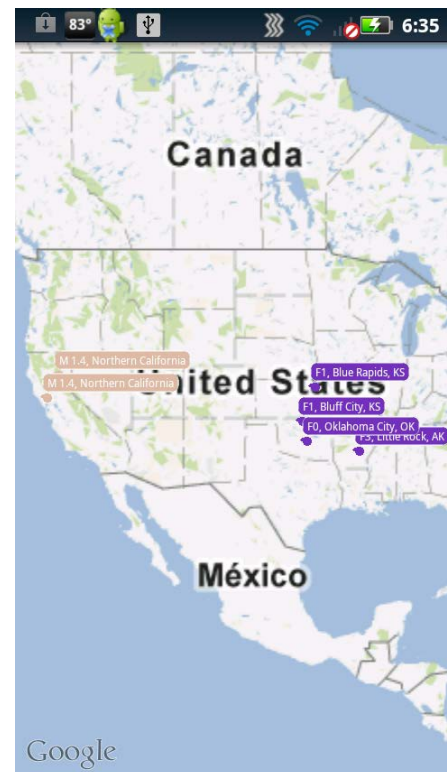 83°
6:35
Canada
M 1.4, Northern California
M 1.4, Northern California
United States
F1, Blue Rapids, KS
F1, Bluff City, KS
F0, Oklahoma City, OK
F3, Little Rock, AK
México
Google